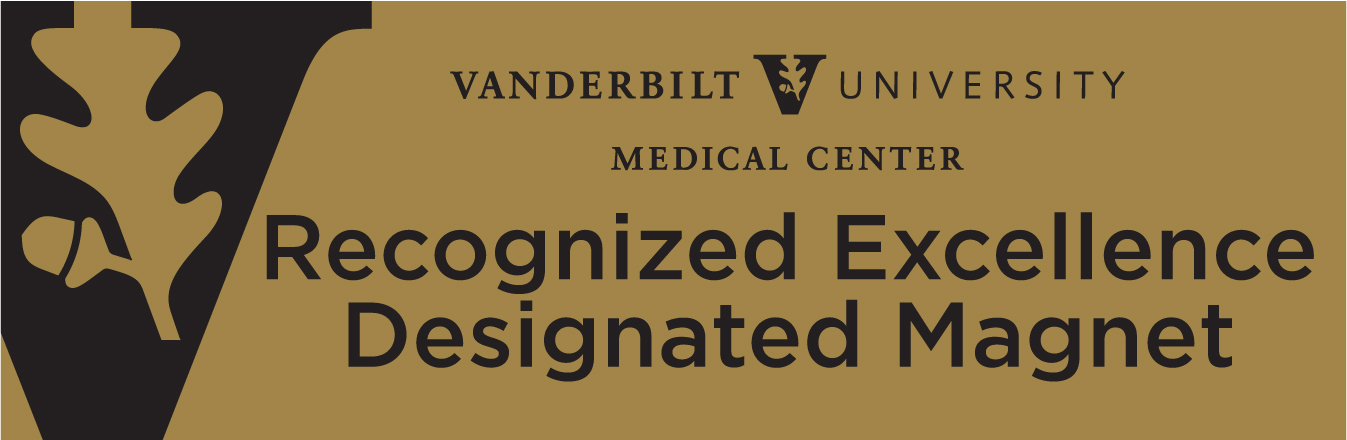 VANDERBILT V UNIVERSITY
MEDICAL CENTER
Recognized Excellence
Designated Magnet